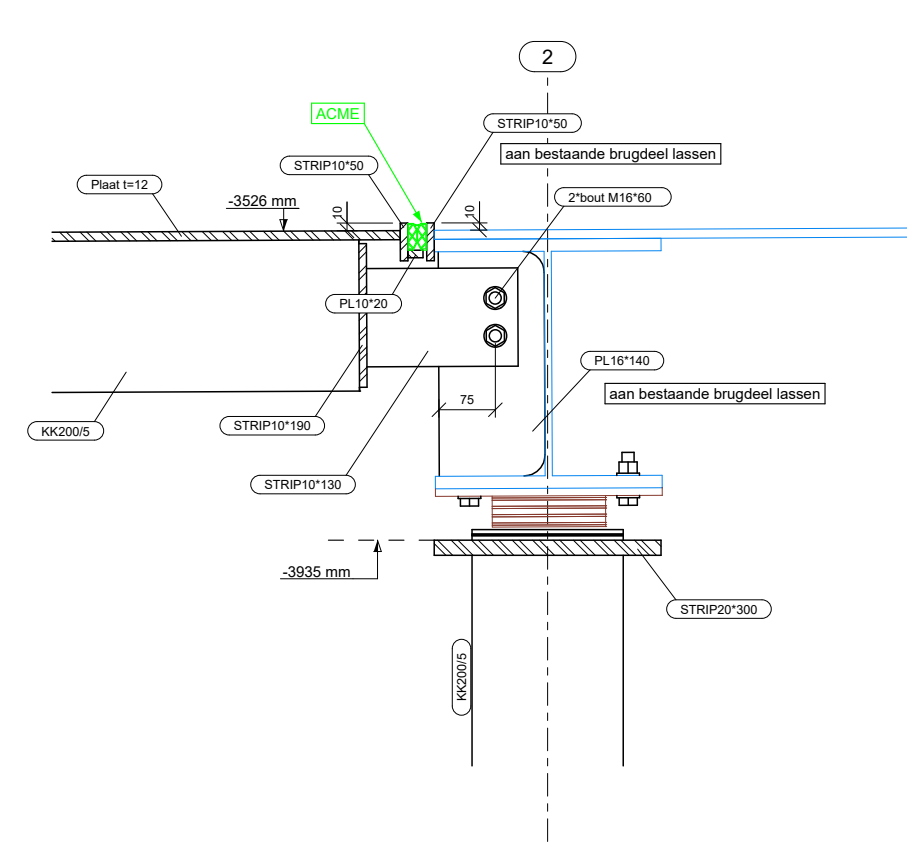 2
ACME
STRIP10*50
aan bestaande brugdeel lassen
STRIP10*50
Plaat t=12
2*bout M16*60
-3526 mm
10
10
PL10*20
PL16*140
aan bestaande brugdeel lassen
75
STRIP10*190
KK200/5
STRIP10*130
-3935 mm
STRIP20*300
KK200/5